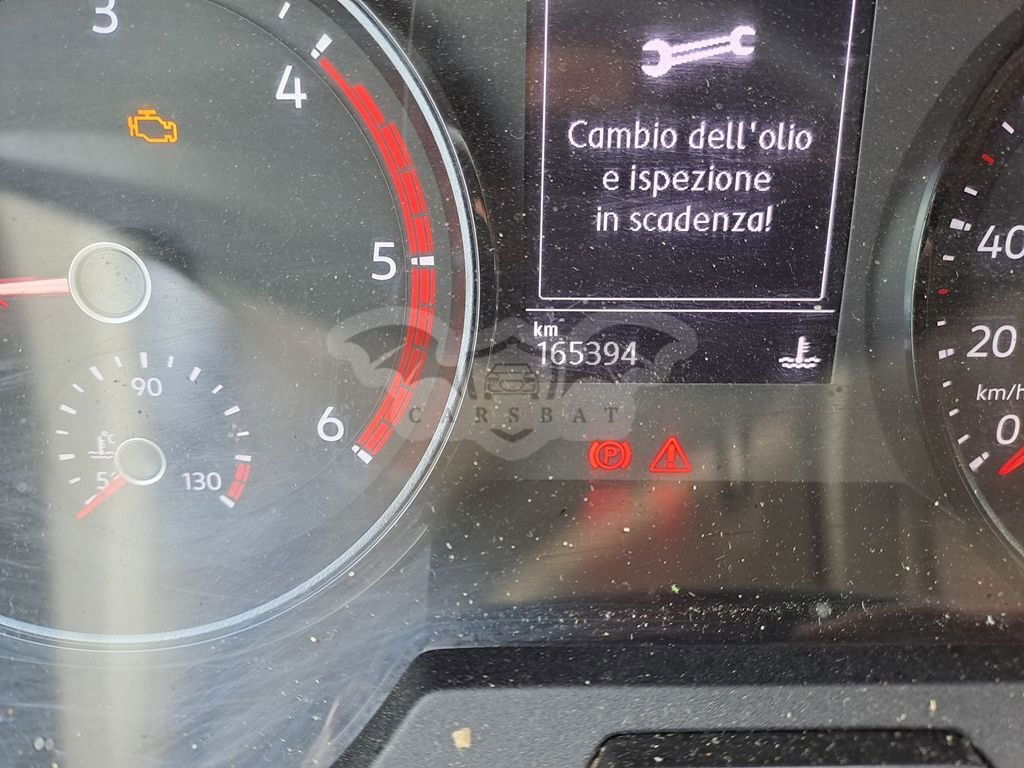 3
4
5
6
90
°C
130
Cambio dell'olio
e ispezione
in scadenza!
km
165394
CARSBAT
P
40
20
km/h
0